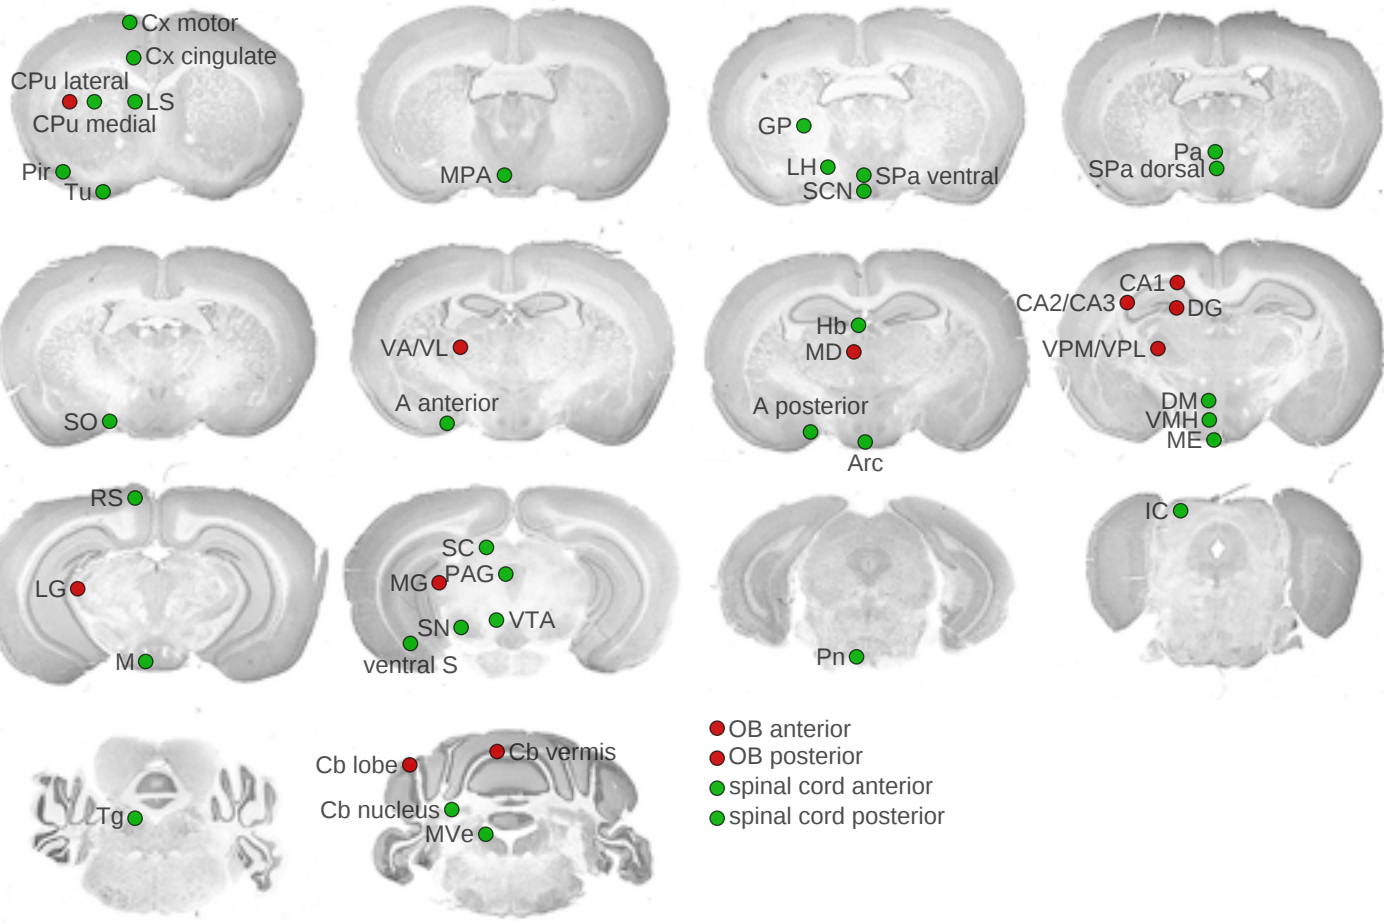 Cx motor
Cx cingulate
CPu lateral
LS
CPu medial
Pir
Tu
MPA
GP
LH
SPa ventral
SCN
Pa
SPa dorsal
SO
VA/VL
A anterior
Hb
MD
A posterior
Arc
CA1
CA2/CA3
DG
VPM/VPL
DM
VMH
ME
RS
LG
M
SC
MG
PAG
SN
VTA
ventral S
Pn
IC
Tg
Cb lobe
Cb vermis
Cb nucleus
MVe
OB anterior
OB posterior
spinal cord anterior
spinal cord posterior